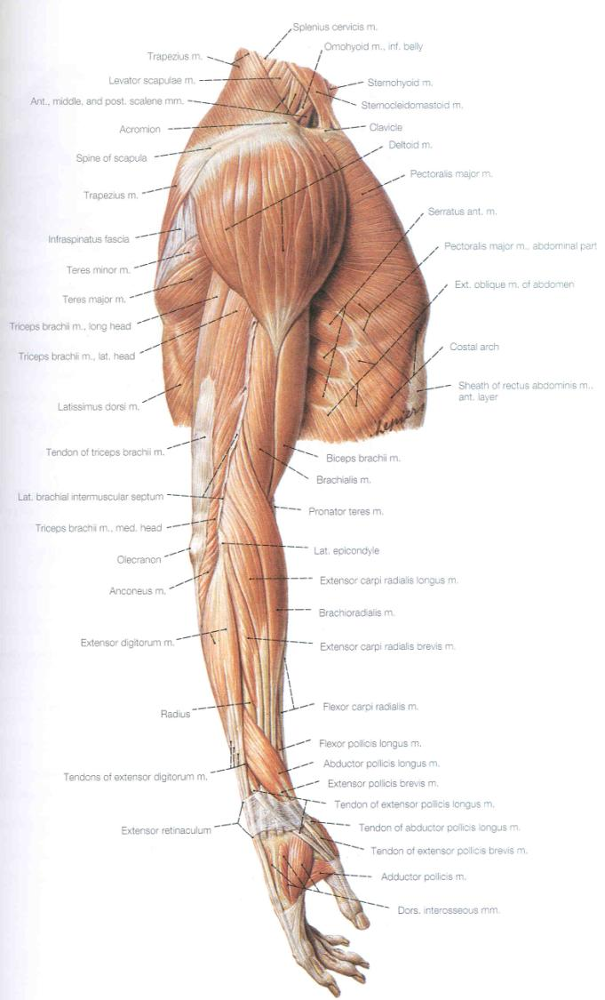 Splenius cervicis m.
Omohyoid m., inf. belly
Trapezius m.
Levator scapulae m.
Sternohyoid m.
Ant., middle, and post. scalene mm.
Sternocleidomastoid m.
Acromion
Clavicle
Deltoid m.
Spine of scapula
Pectoralis major m.
Trapezius m.
Serratus ant. m.
Infraspinatus fascia
Pectoralis major m., abdominal part
Teres minor m.
Ext. oblique m. of abdomen
Teres major m.
Triceps brachii m., long head
Costal arch
Triceps brachii m., lat. head
Sheath of rectus abdominis m.,
ant. layer
Latissimus dorsi m.
Tendon of triceps brachii m.
Biceps brachii m.
Brachialis m.
Lat. brachial intermuscular septum
Pronator teres m.
Triceps brachii m., med. head
Lat. epicondyle
Olecranon
Extensor carpi radialis longus m.
Anconeus m.
Brachioradialis m.
Extensor digitorum m.
Extensor carpi radialis brevis m.
Flexor carpi radialis m.
Radius
Flexor pollicis longus m.
Abductor pollicis longus m.
Tendons of extensor digitorum m.
Extensor pollicis brevis m.
Tendon of extensor pollicis longus m.
Tendon of abductor pollicis longus m.
Extensor retinaculum
Tendon of extensor pollicis brevis m.
Adductor pollicis m.
Dors. interosseous mm.